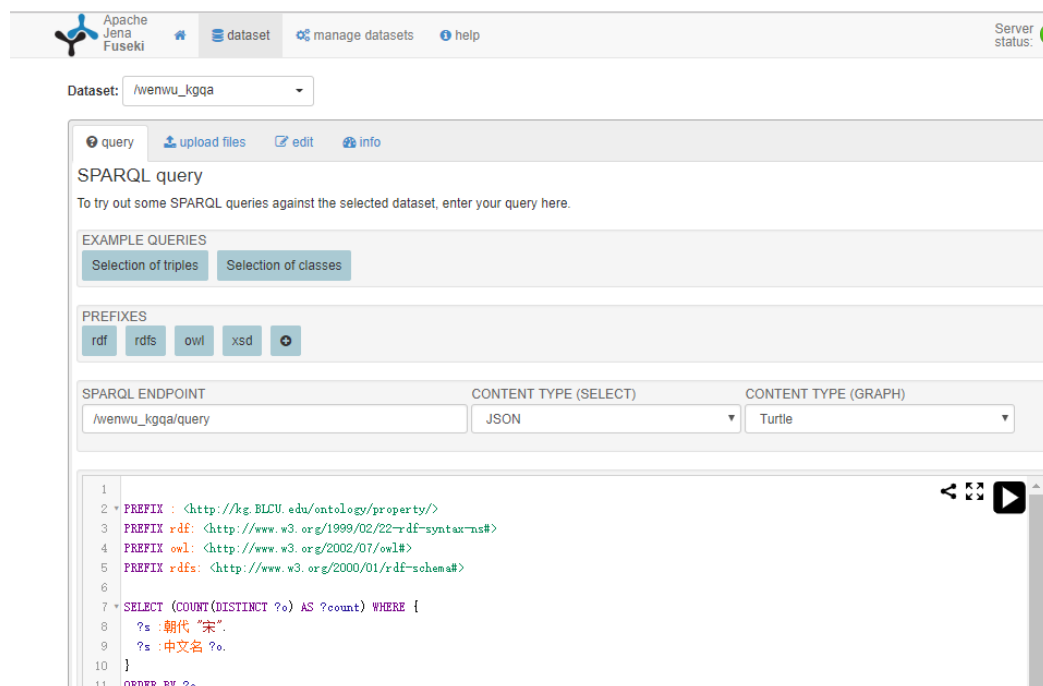 Apache
Jena
Fuseki
dataset
manage datasets
help
Server
status:
Dataset: /wenwu_kgqa
query
upload files
edit
info
SPARQL query
To try out some SPARQL queries against the selected dataset, enter your query here.
EXAMPLE QUERIES
Selection of triples
Selection of classes
PREFIXES
rdf
rdfs
owl
xsd
SPARQL ENDPOINT
CONTENT TYPE (SELECT)
CONTENT TYPE (GRAPH)
/wenwu_kgqa/query
JSON
Turtle
1
2 PREFIX : <http://kg.BLCU.edu/ontology/property/>
3 PREFIX rdf: <http://www.w3.org/1999/02/22-rdf-syntax-ns#>
4 PREFIX owl: <http://www.w3.org/2002/07/owl#>
5 PREFIX rdfs: <http://www.w3.org/2000/01/rdf-schema#>
6
7 SELECT (COUNT(DISTINCT ?o) AS ?count) WHERE {
8 ?s :朝代 "宋".
9 ?s :中文名 ?o.
10 }
11 ORDER BY ?o